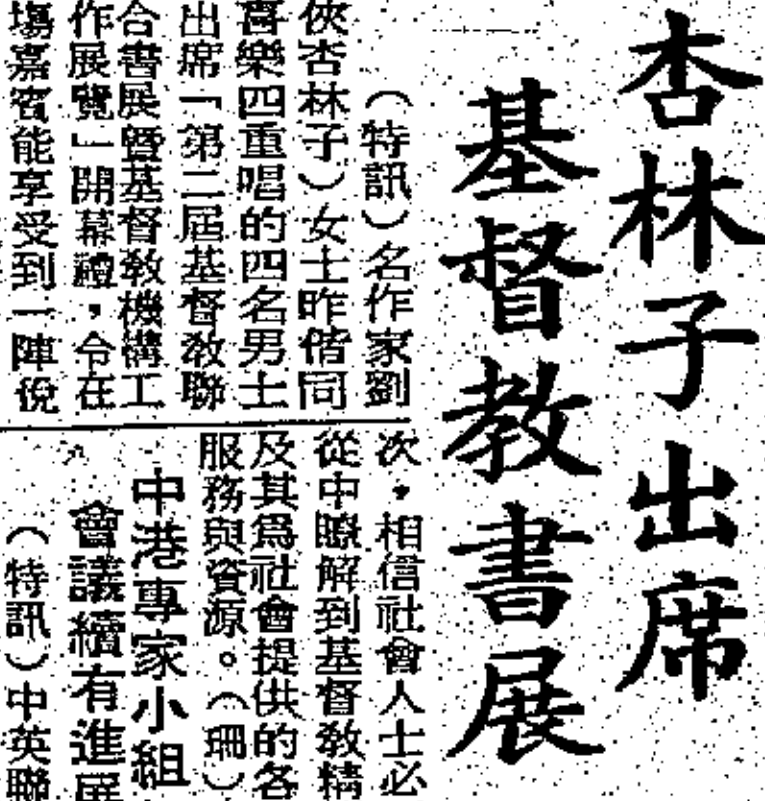 杏林子出席
基督教書展
（特訊）名作家劉
俠（杏林子）女士昨偕同
喜樂四重唱的四名男士
出席「第二屆基督教聯
合書展暨基督教機構工
作展覽」開幕禮，令在
場嘉賓能享受到一陣悅
次，相信社會人士必
從中瞭解到基督教精
及其爲社會提供的各
服務與資源。（珊）
中港專家小組
會議續有進展
（特訊）中英聯